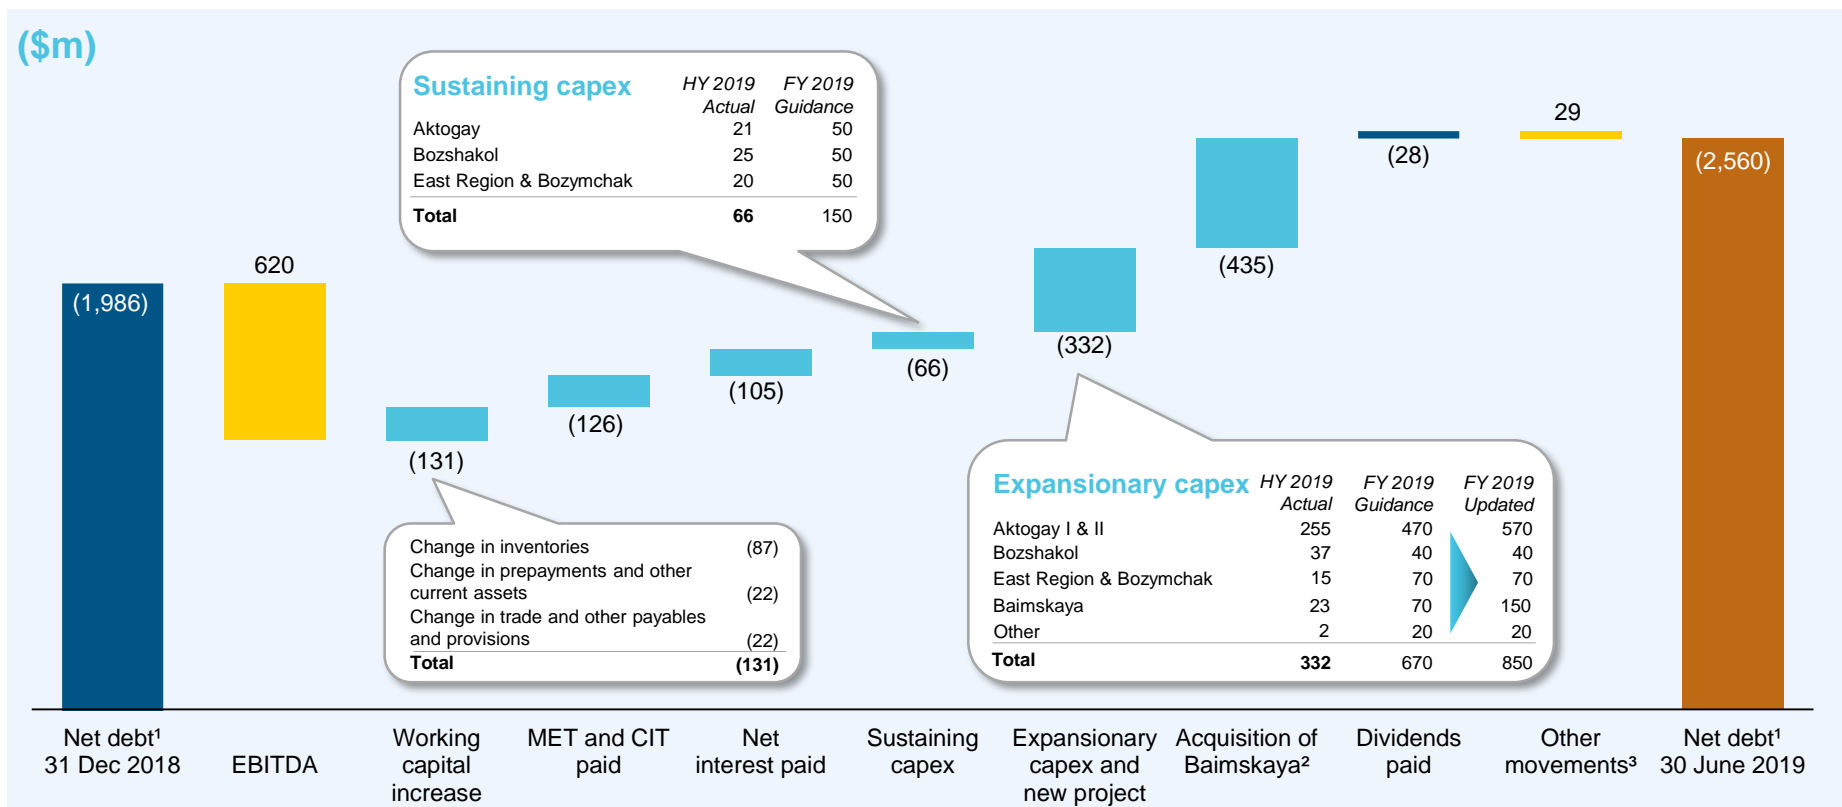 ($m)
Sustaining capex HY 2019 FY 2019
Actual Guidance
Aktogay 21 50
Bozshakol 25 50
East Region & Bozymchak 20 50
Total 66 150
29
(28)
(2,560)
(435)
620
(1,986)
(332)
(66)
(105)
(126)
(131)
Change in inventories (87)
Change in prepayments and other
current assets (22)
Change in trade and other payables
and provisions (22)
Total (131)
Expansionary capex HY 2019 FY 2019 FY 2019
Actual Guidance Updated
Aktogay I & II 255 470 570
Bozshakol 37 40 40
East Region & Bozymchak 15 70 70
Baimskaya 23 70 150
Other 2 20 20
Total 332 670 850
Net debt¹
31 Dec 2018
EBITDA
Working
capital
increase
MET and CIT
paid
Net
interest paid
Sustaining
capex
Expansionary
capex and
new project
Acquisition of
Baimskaya²
Dividends
paid
Other
movements³
Net debt¹
30 June 2019